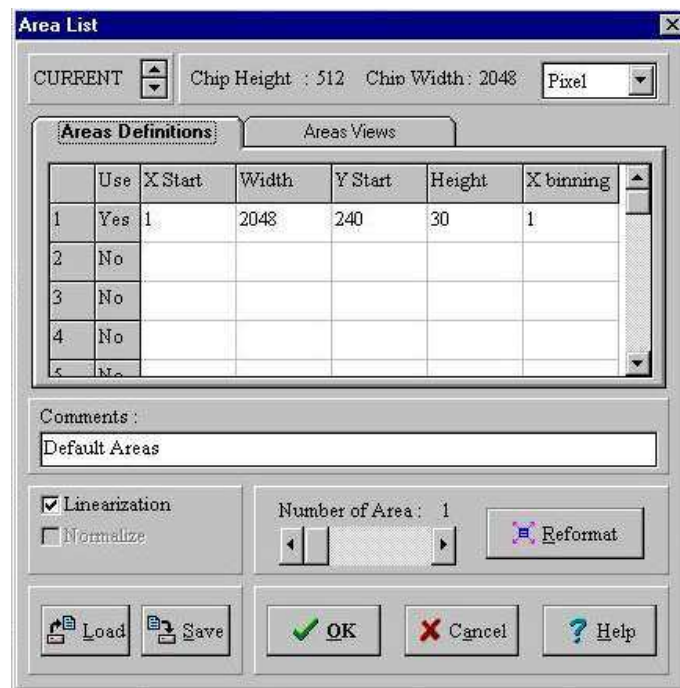 Area List
CURRENT Chip Height : 512 Chip Width : 2048 Pixel
Areas Definitions Areas Views
Use X Start Width Y Start Height X binning
1 Yes 1 2048 240 30 1
2 No
3 No
4 No
5 No
Comments :
Default Areas
Linearization
Normalize
Number of Area : 1
Reformat
Load Save OK Cancel Help